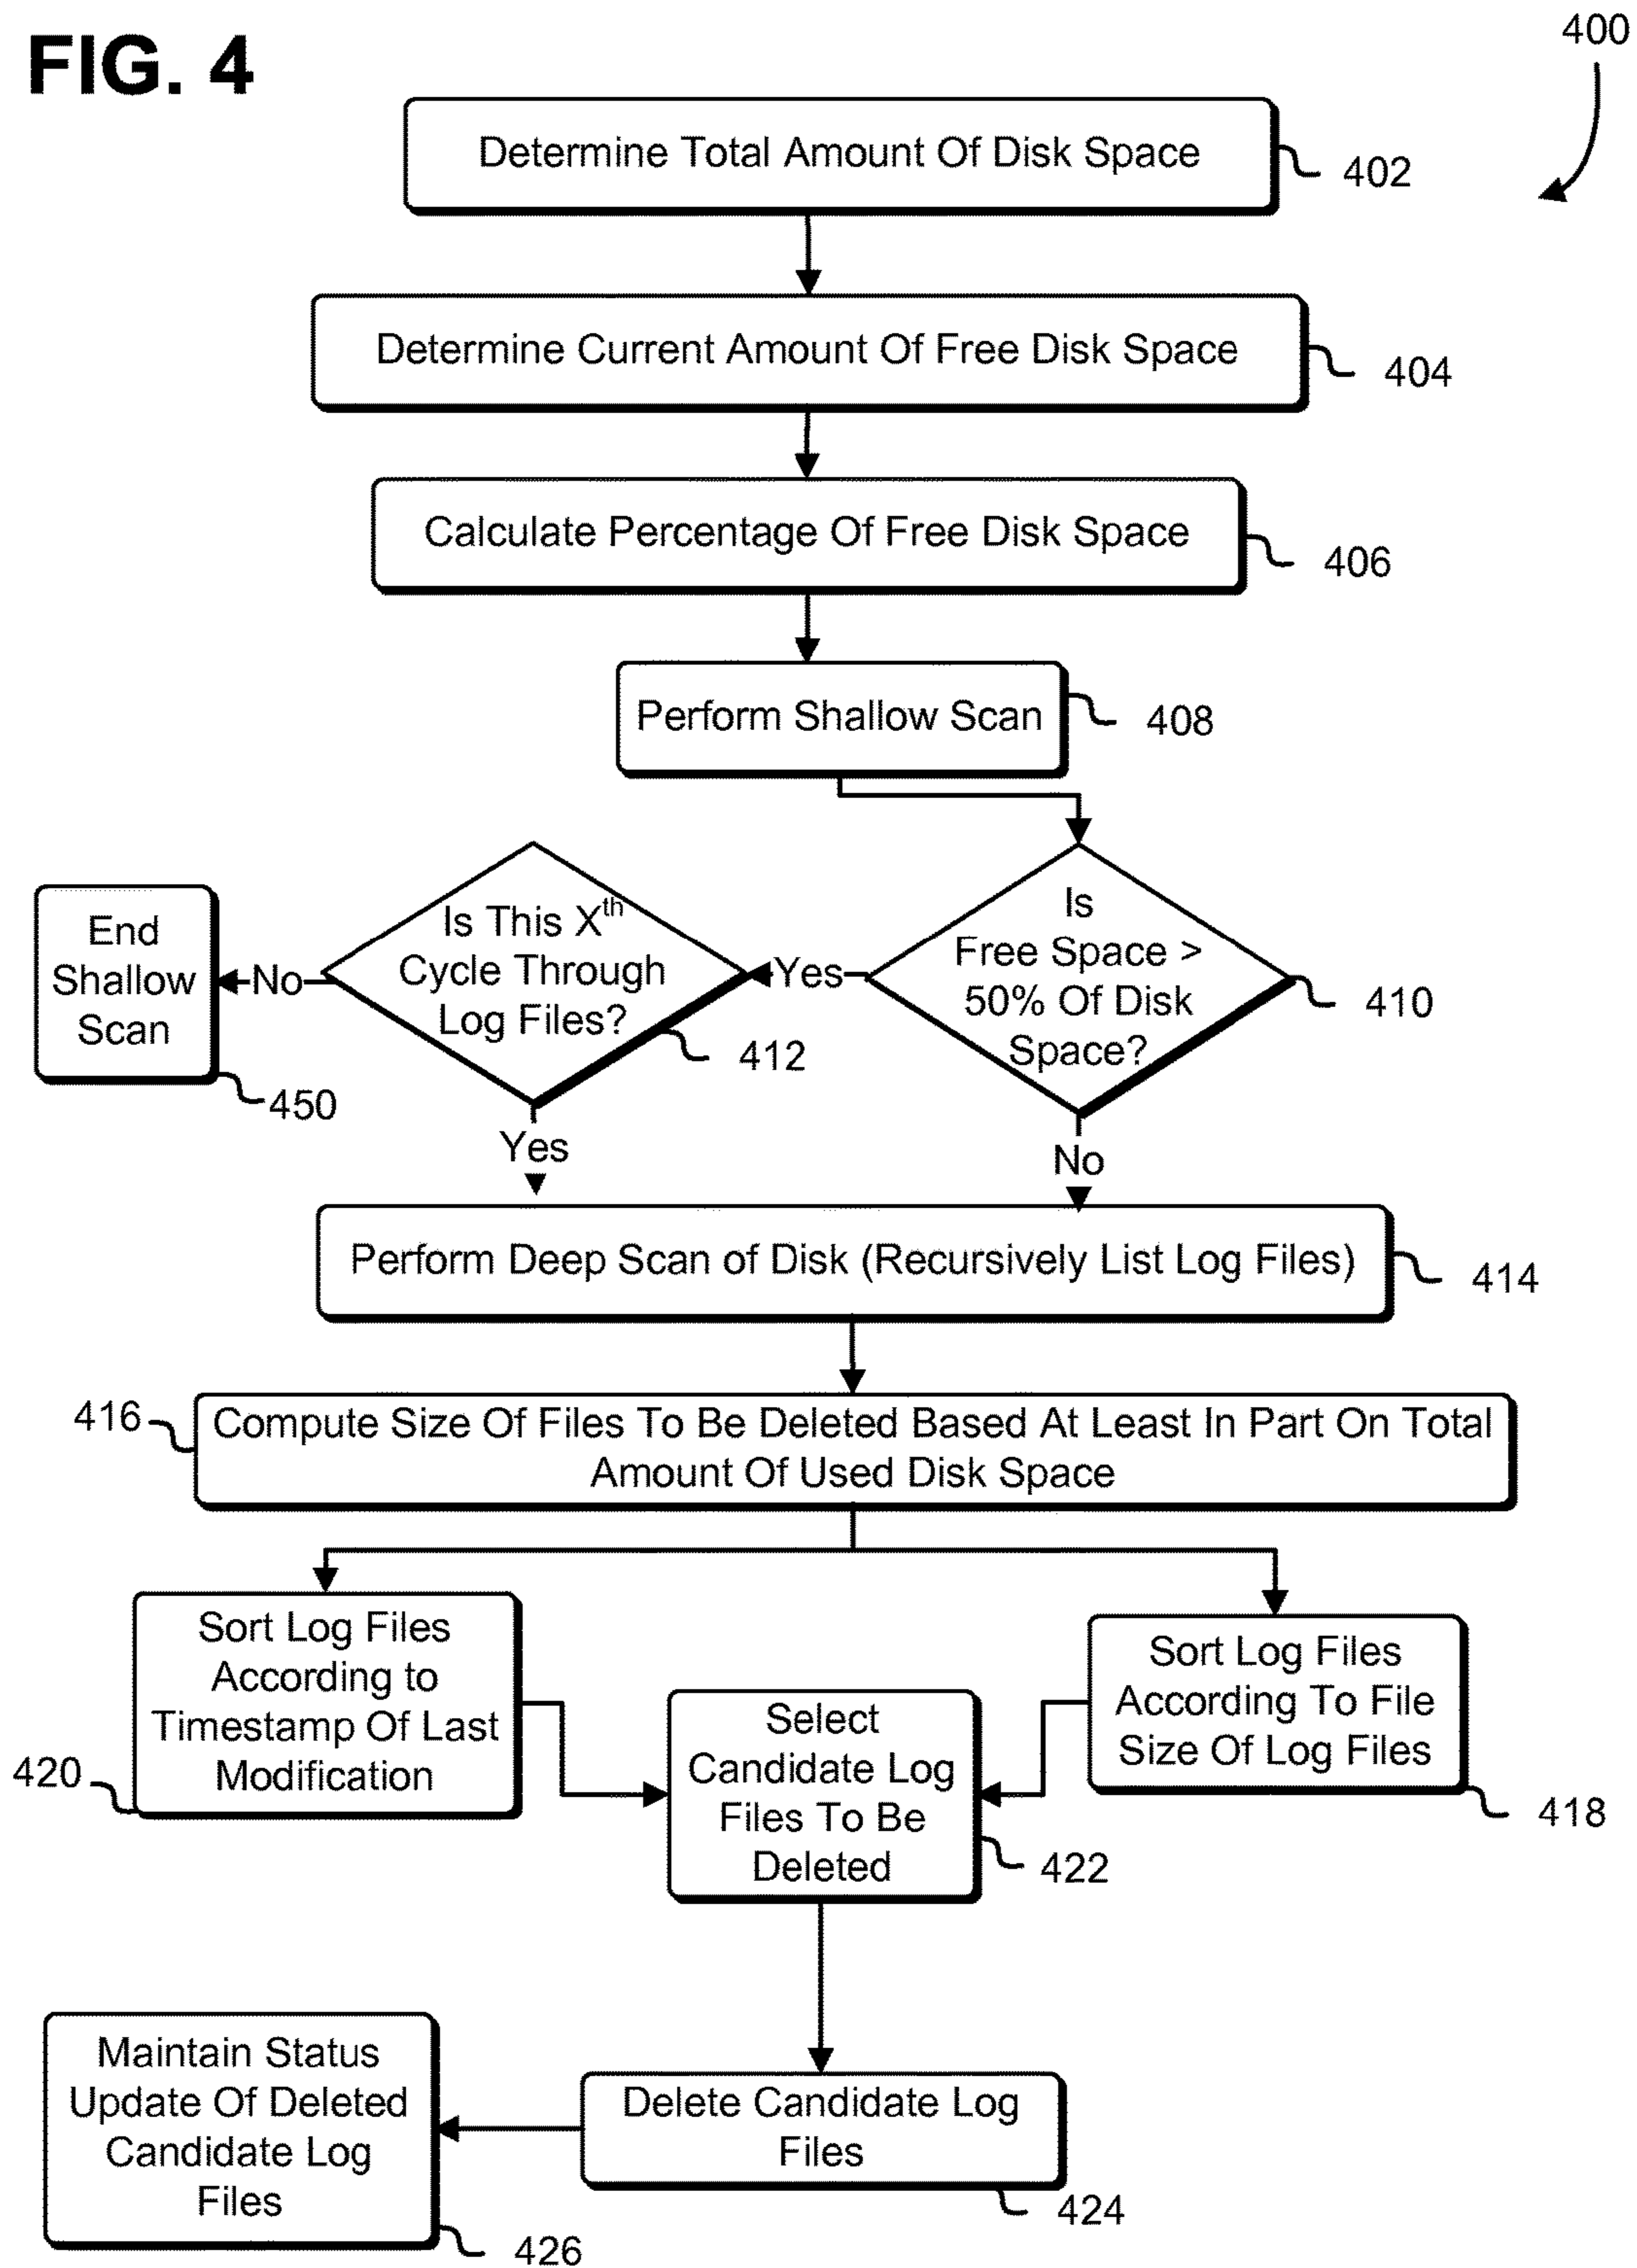 FIG. 4
400
Determine Total Amount Of Disk Space
402
Determine Current Amount Of Free Disk Space
404
Calculate Percentage Of Free Disk Space
406
Perform Shallow Scan
408
Is
Free Space >
50% Of Disk
Space?
410
Yes
No
Is This Xth
Cycle Through
Log Files?
412
No
Yes
End
Shallow
Scan
450
Perform Deep Scan of Disk (Recursively List Log Files)
414
416
Compute Size Of Files To Be Deleted Based At Least In Part On Total
Amount Of Used Disk Space
Sort Log Files
According to
Timestamp Of Last
Modification
420
Sort Log Files
According To File
Size Of Log Files
418
Select
Candidate Log
Files To Be
Deleted
422
Delete Candidate Log
Files
424
Maintain Status
Update Of Deleted
Candidate Log
Files
426